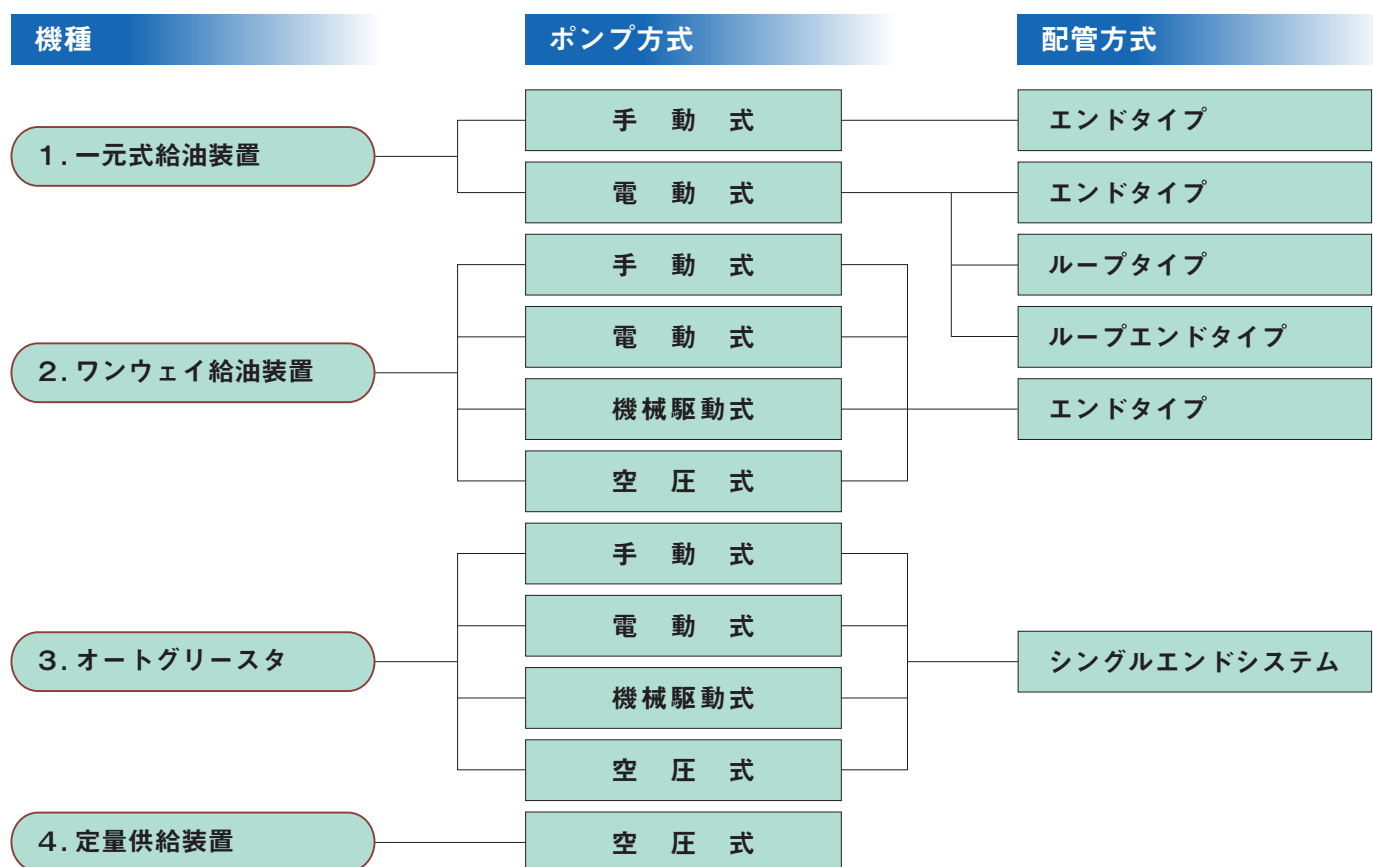 機種 ポンプ方式 配管方式
手動式 エンドタイプ
1.一元式給油装置
電動式 エンドタイプ
手動式 ループタイプ
電動式 ループエンドタイプ
2.ワンウェイ給油装置
機械駆動式 エンドタイプ
空圧式
手動式
電動式
3.オートグリースタ シングルエンドシステム
機械駆動式
空圧式
4.定量供給装置 空圧式